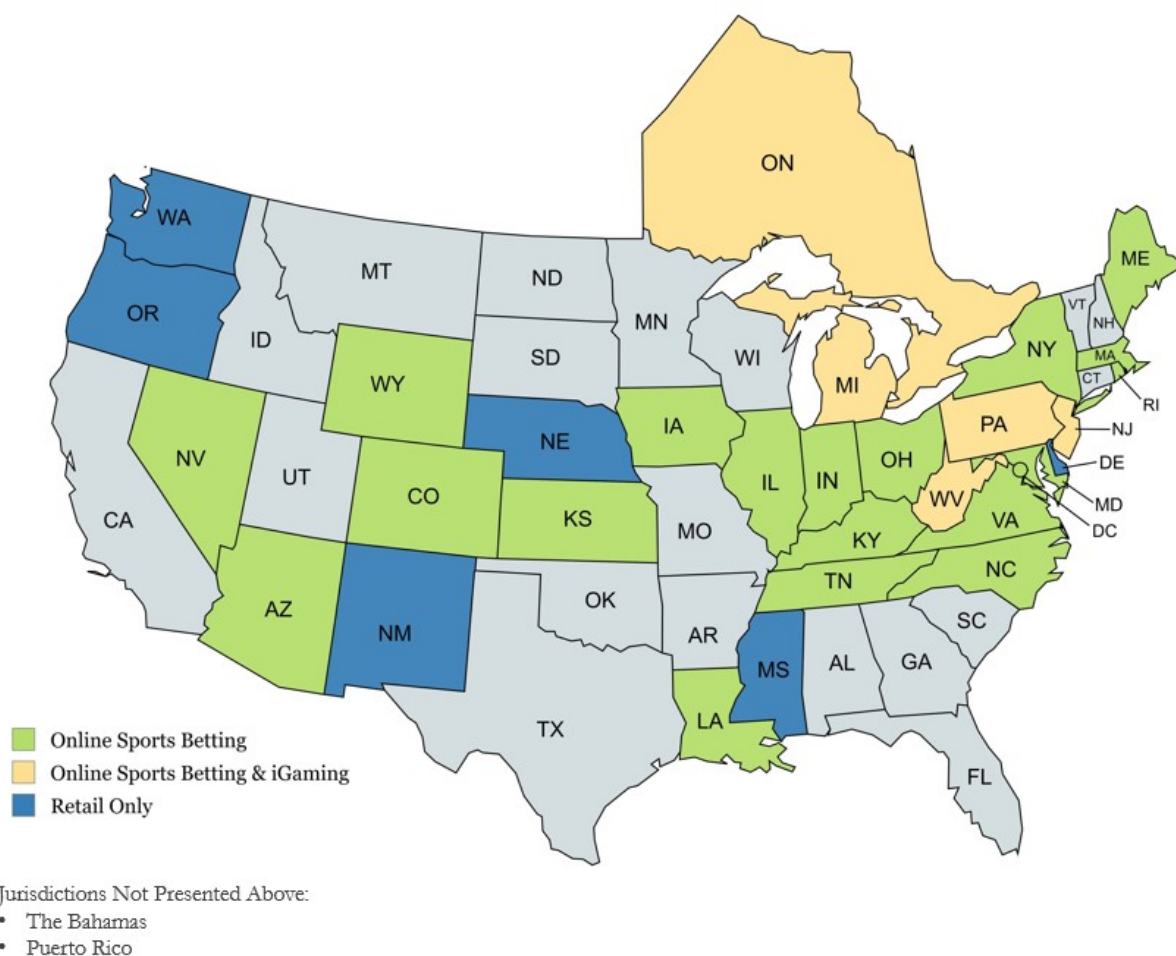 ON
WA
MT
ND
ME
OR
ID
MN
VT
NH
SD
WI
NY
MA
WY
MI
CT
RI
NE
IA
PA
NJ
NV
UT
CO
IL
IN
OH
DE
WV
MD
CA
KS
MO
KY
VA
DC
AZ
NM
OK
TN
NC
AR
SC
MS
AL
GA
TX
LA
FL
Online Sports Betting
Online Sports Betting & iGaming
Retail Only
Jurisdictions Not Presented Above:
• The Bahamas
• Puerto Rico